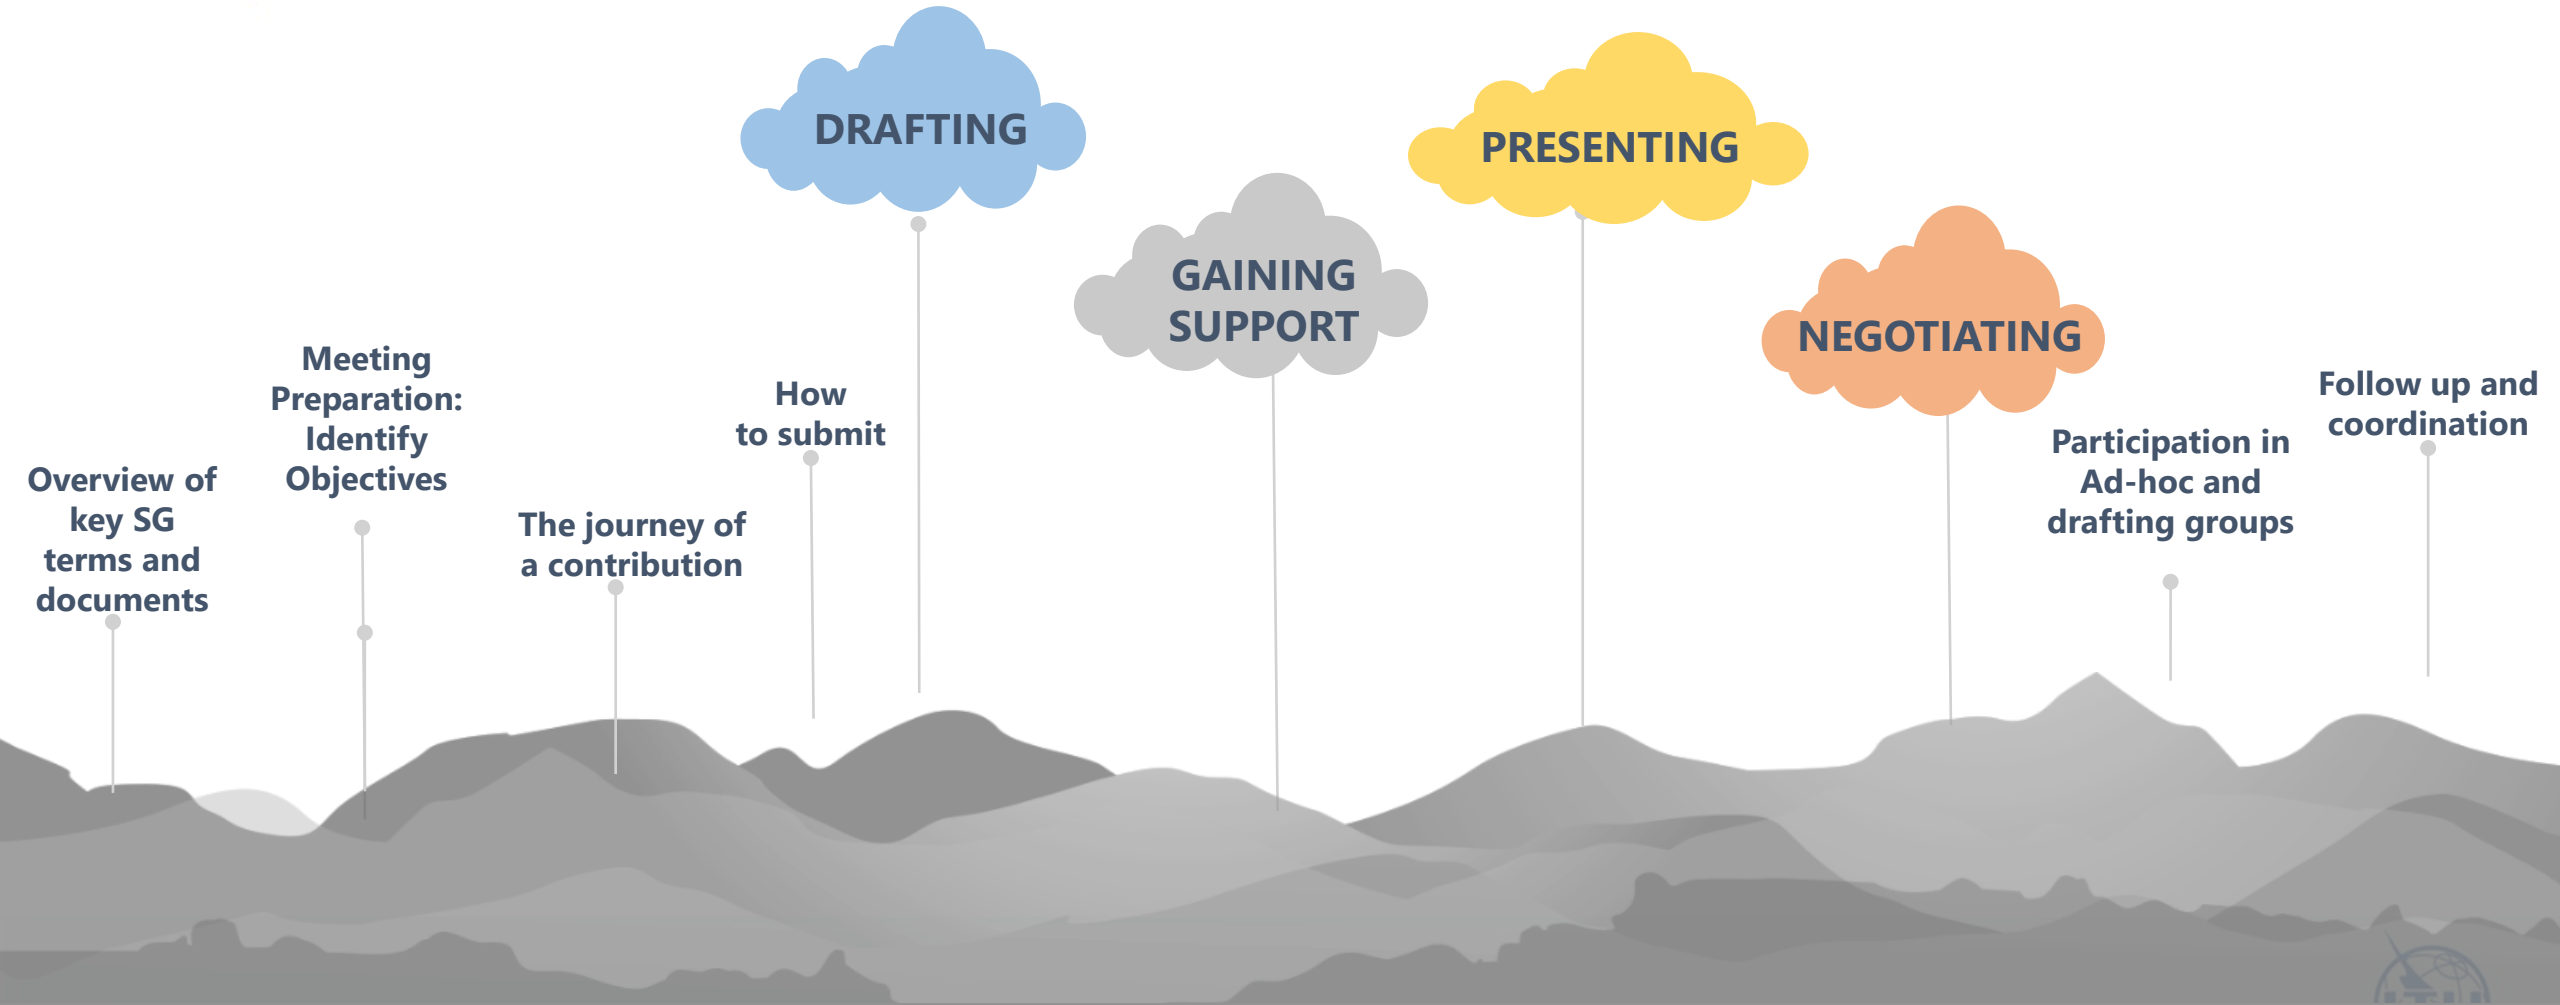 Overview of
key SG
terms and
documents
Meeting
Preparation:
Identify
Objectives
The journey of
a contribution
How
to submit
DRAFTING
GAINING
SUPPORT
PRESENTING
NEGOTIATING
Participation in
Ad-hoc and
drafting groups
Follow up and
coordination